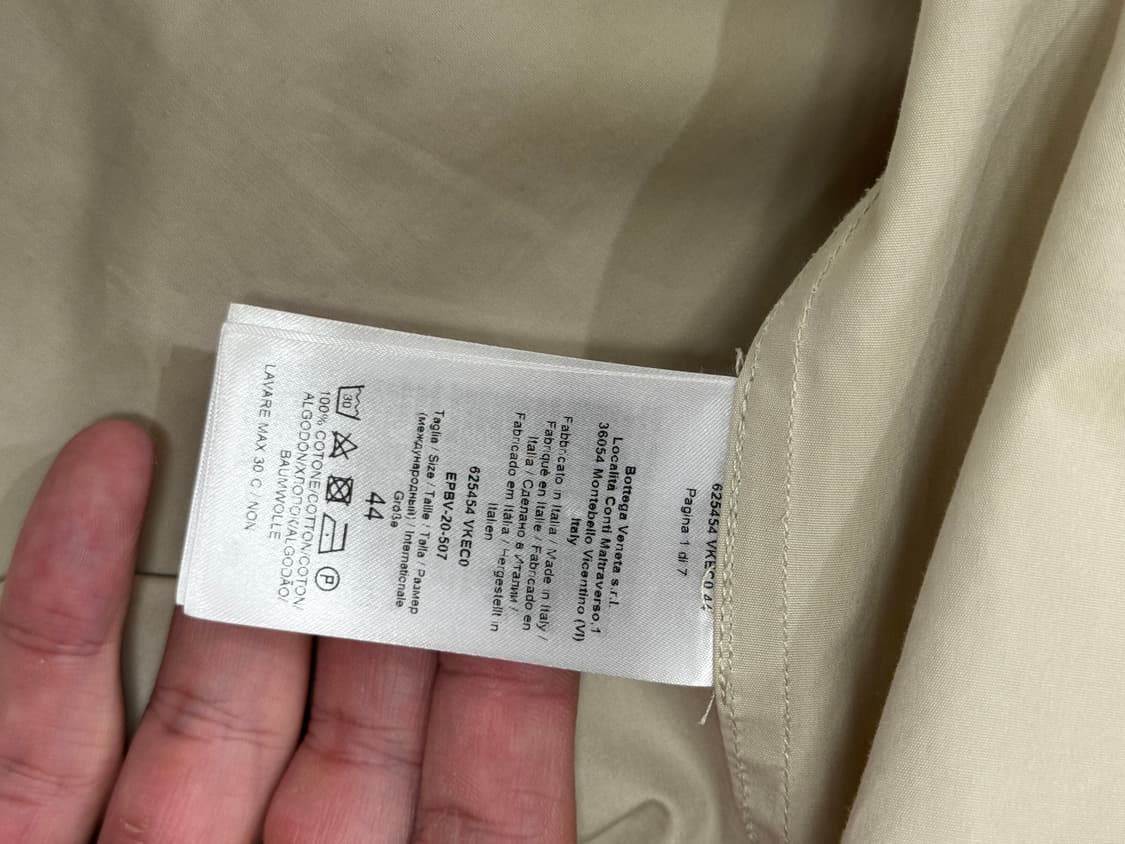 625454 VKEC0 44
Pagina 1 di 7
Bottega Veneta s.r.l.
Località Conti Maltraverso,1
36054 Montebello Vicentino (VI)
Italy
Fabbricato in Italia / Made in Italy /
Fabriqué en Italie / Fabricado en
Italia / Сделано в Италии /
Fabricado em Itália / Hergestellt in
Italien
625454 VKEC0
EPBV-20-507
Taglia / Size / Taille / Talla / Размер
(международный) / Internationale
Größe
44
30
P
100% COTONE/COTTON/COTON/
ALGODON/ХЛОПОК/ALGODÃO/
BAUMWOLLE
LAVARE MAX 30 C / NON